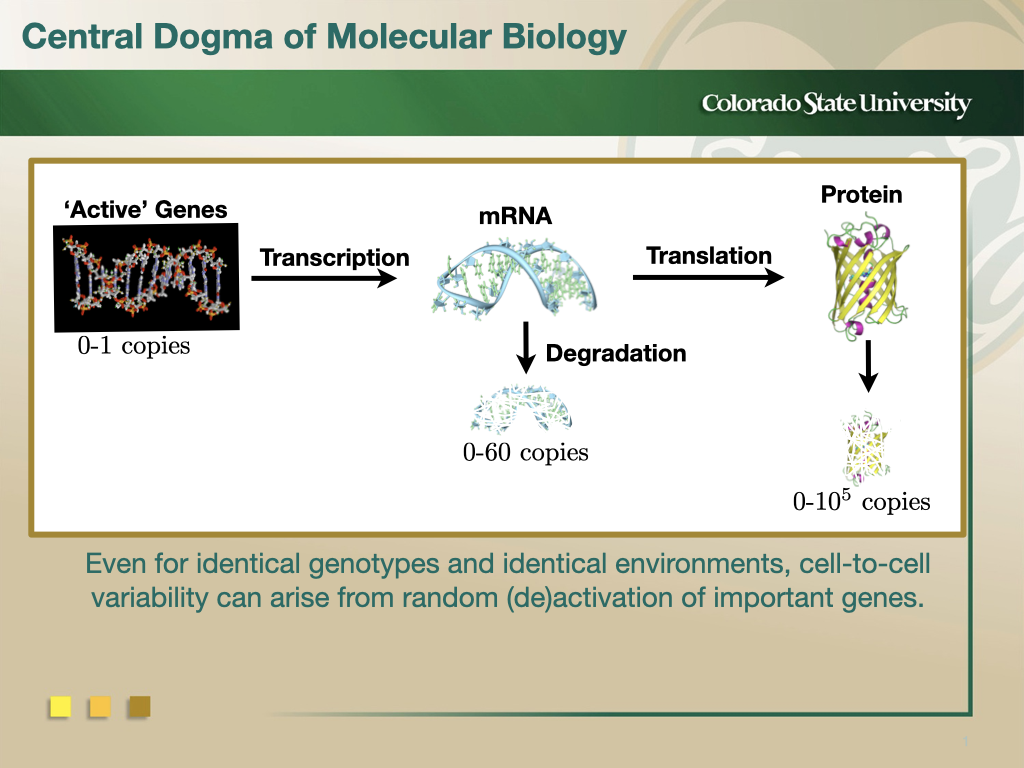 Central Dogma of Molecular Biology
Colorado State University
‘Active’ Genes
0-1 copies
Transcription
mRNA
Degradation
0-60 copies
Translation
Protein
0-10⁵ copies
Even for identical genotypes and identical environments, cell-to-cell
variability can arise from random (de)activation of important genes.
1